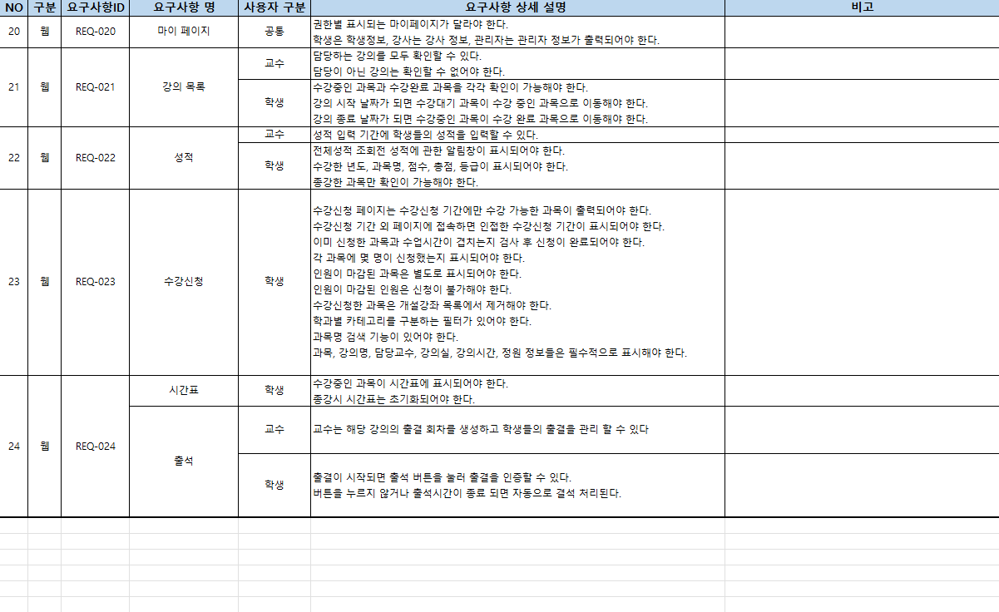 NO 구분 요구사항ID 요구사항 명 사용자 구분 요구사항 상세 설명 비고
20 웹 REQ-020 마이 페이지 공통
권한별 표시되는 마이페이지가 달라야 한다.
학생은 학생정보, 강사는 강사 정보, 관리자는 관리자 정보가 출력되어야 한다.
21 웹 REQ-021 강의 목록
교수
담당하는 강의를 모두 확인할 수 있다.
담당이 아닌 강의는 확인할 수 없어야 한다.
학생
수강중인 과목과 수강완료 과목을 각각 확인이 가능해야 한다.
강의 시작 날짜가 되면 수강대기 과목이 수강 중인 과목으로 이동해야 한다.
강의 종료 날짜가 되면 수강중인 과목이 수강 완료 과목으로 이동해야 한다.
22 웹 REQ-022 성적
교수 성적 입력 기간에 학생들의 성적을 입력할 수 있다.
학생
전체성적 조회전 성적에 관한 알림창이 표시되어야 한다.
수강한 년도, 과목명, 점수, 총점, 등급이 표시되어야 한다.
종강한 과목만 확인이 가능해야 한다.
23 웹 REQ-023 수강신청 학생
수강신청 페이지는 수강신청 기간에만 수강 가능한 과목이 출력되어야 한다.
수강신청 기간 외 페이지에 접속하면 인접한 수강신청 기간이 표시되어야 한다.
이미 신청한 과목과 수업시간이 겹치는지 검사 후 신청이 완료되어야 한다.
각 과목에 몇 명이 신청했는지 표시되어야 한다.
인원이 마감된 과목은 별도로 표시되어야 한다.
인원이 마감된 인원은 신청이 불가해야 한다.
수강신청한 과목은 개설강좌 목록에서 제거해야 한다.
학과별 카테고리를 구분하는 필터가 있어야 한다.
과목명 검색 기능이 있어야 한다.
과목, 강의명, 담당교수, 강의실, 강의시간, 정원 정보들은 필수적으로 표시해야 한다.
24 웹 REQ-024
시간표 학생
수강중인 과목이 시간표에 표시되어야 한다.
종강시 시간표는 초기화되어야 한다.
출석
교수 교수는 해당 강의의 출결 회차를 생성하고 학생들의 출결을 관리 할 수 있다
학생
출결이 시작되면 출석 버튼을 눌러 출결을 인증할 수 있다.
버튼을 누르지 않거나 출석시간이 종료 되면 자동으로 결석 처리된다.